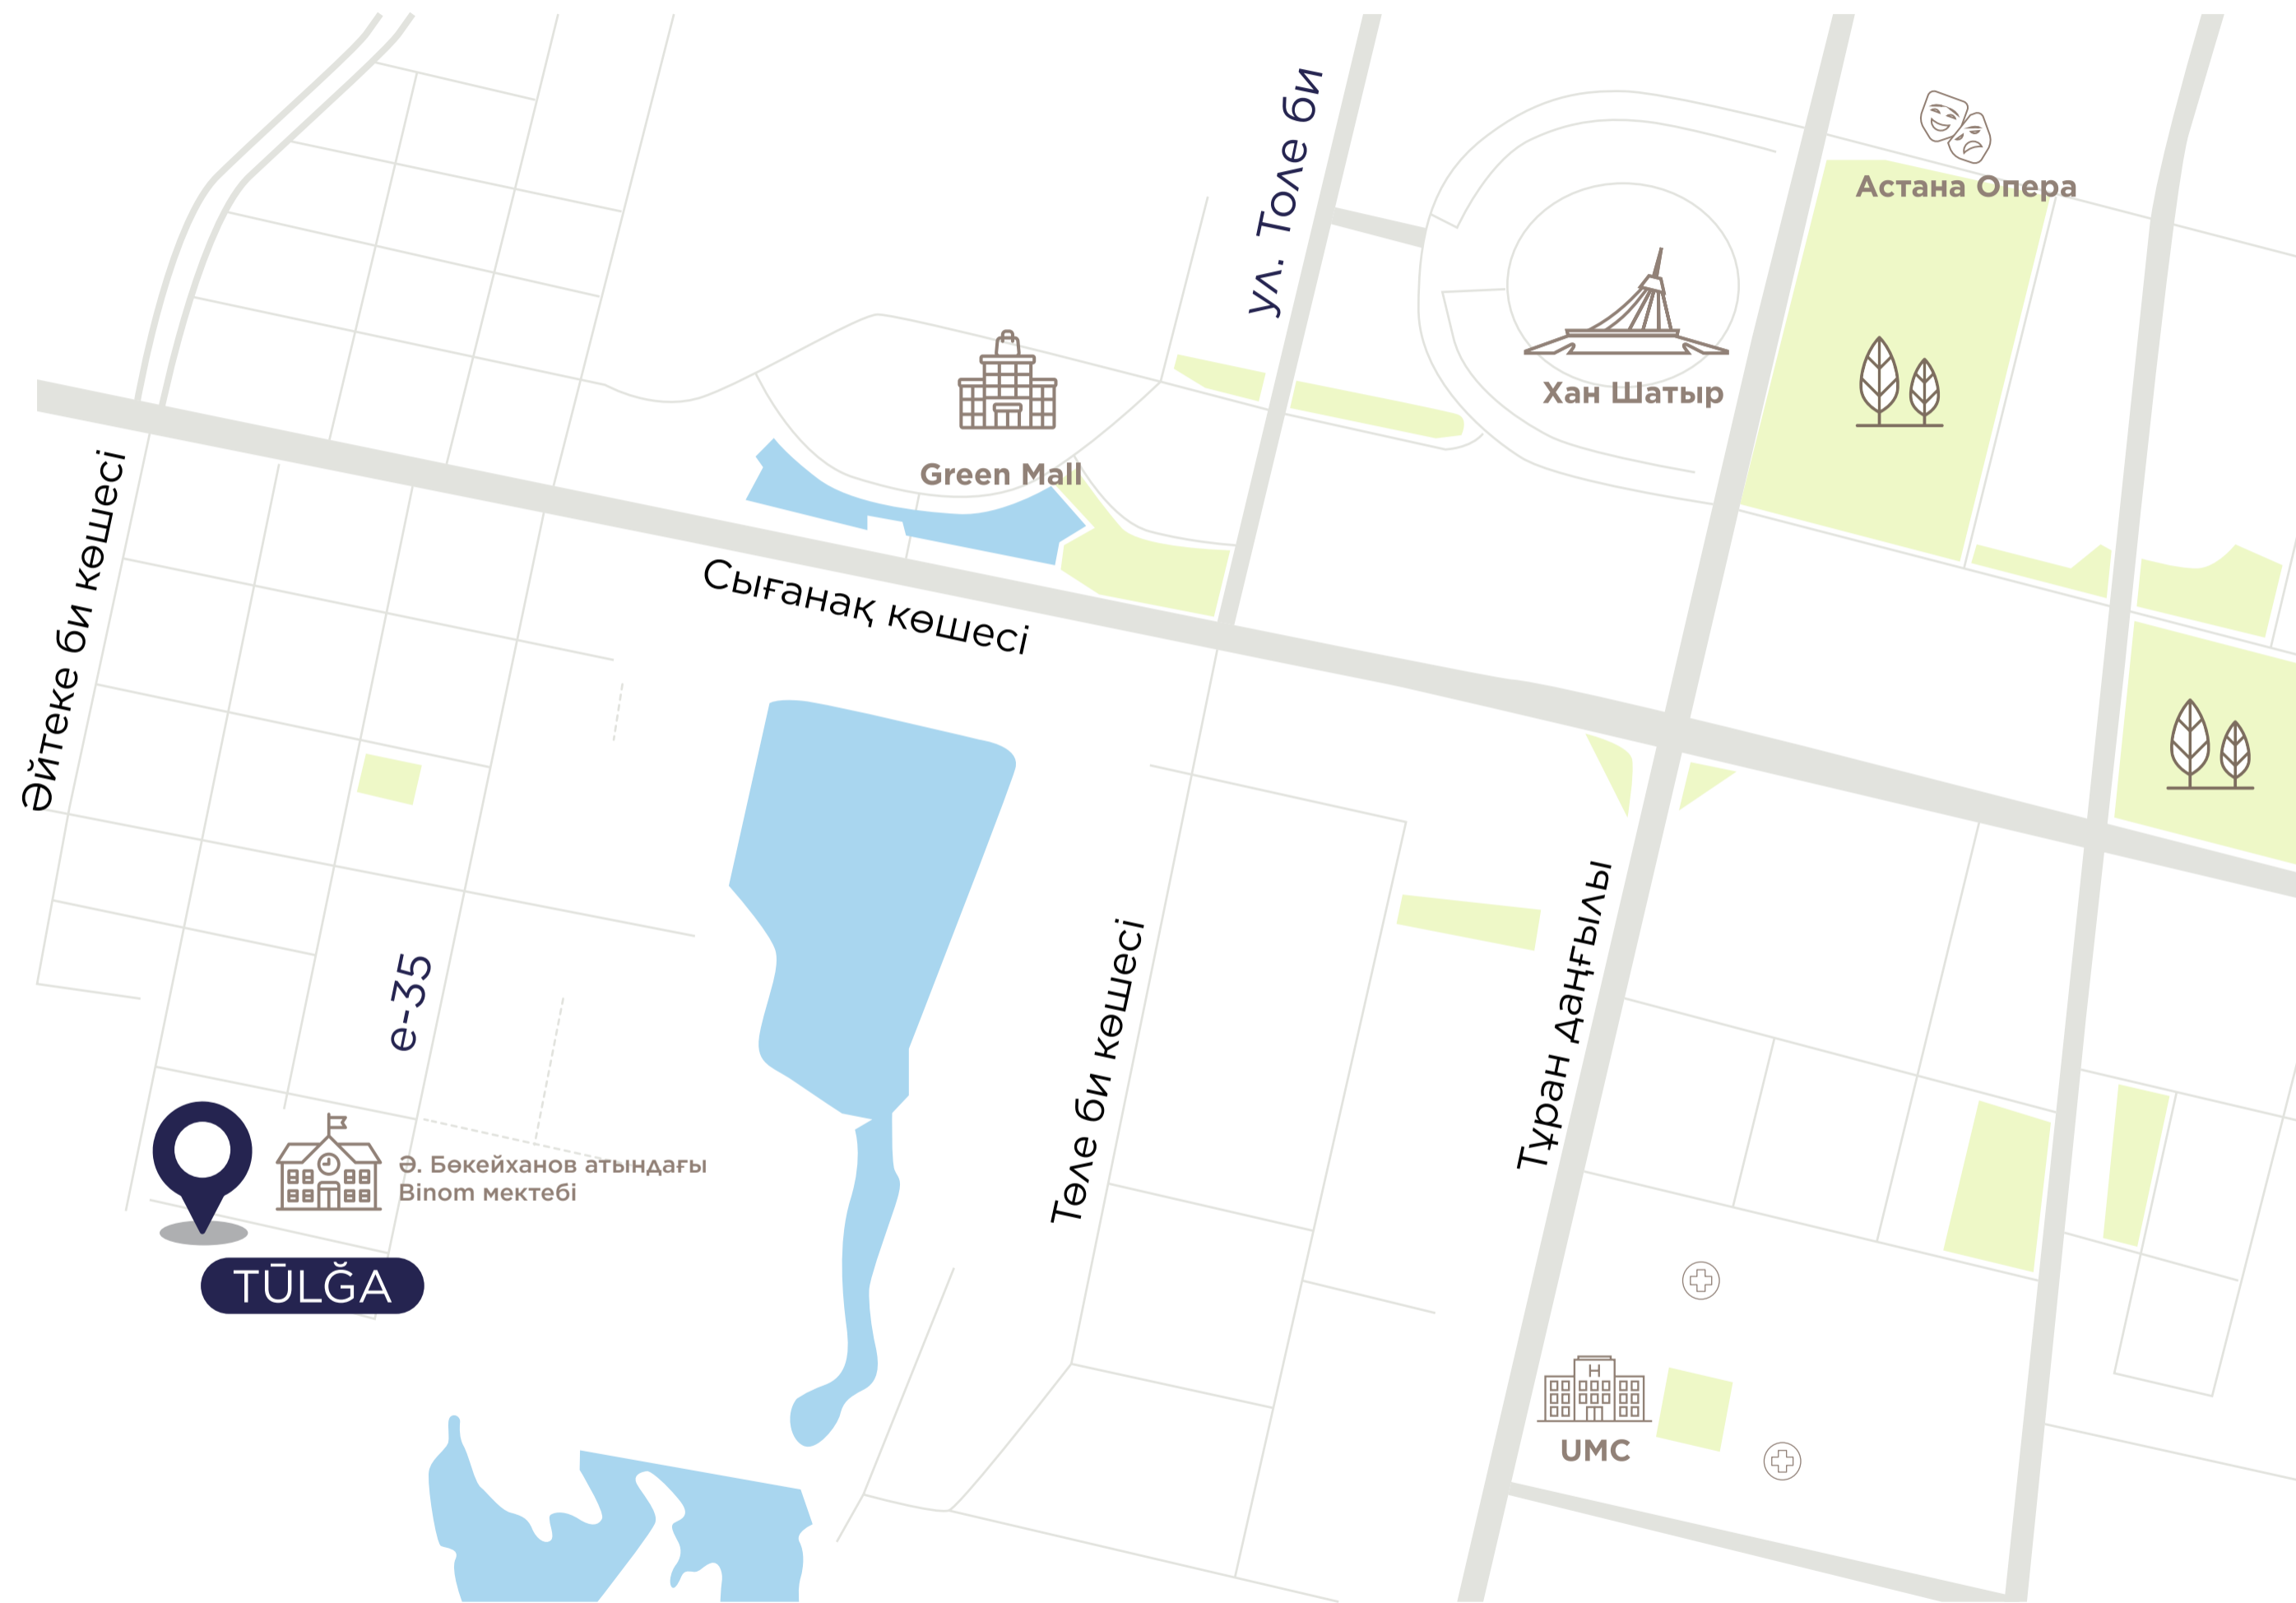 ул. Толе би
Астана Опера
Хан Шатыр
Green Mall
Әйтеке би көшесі
Сығанақ көшесі
Тұран даңғылы
Төле би көшесі
е-35
Ә. Бөкейханов атындағы
Binom мектебі
TŪLĞA
H
UMC